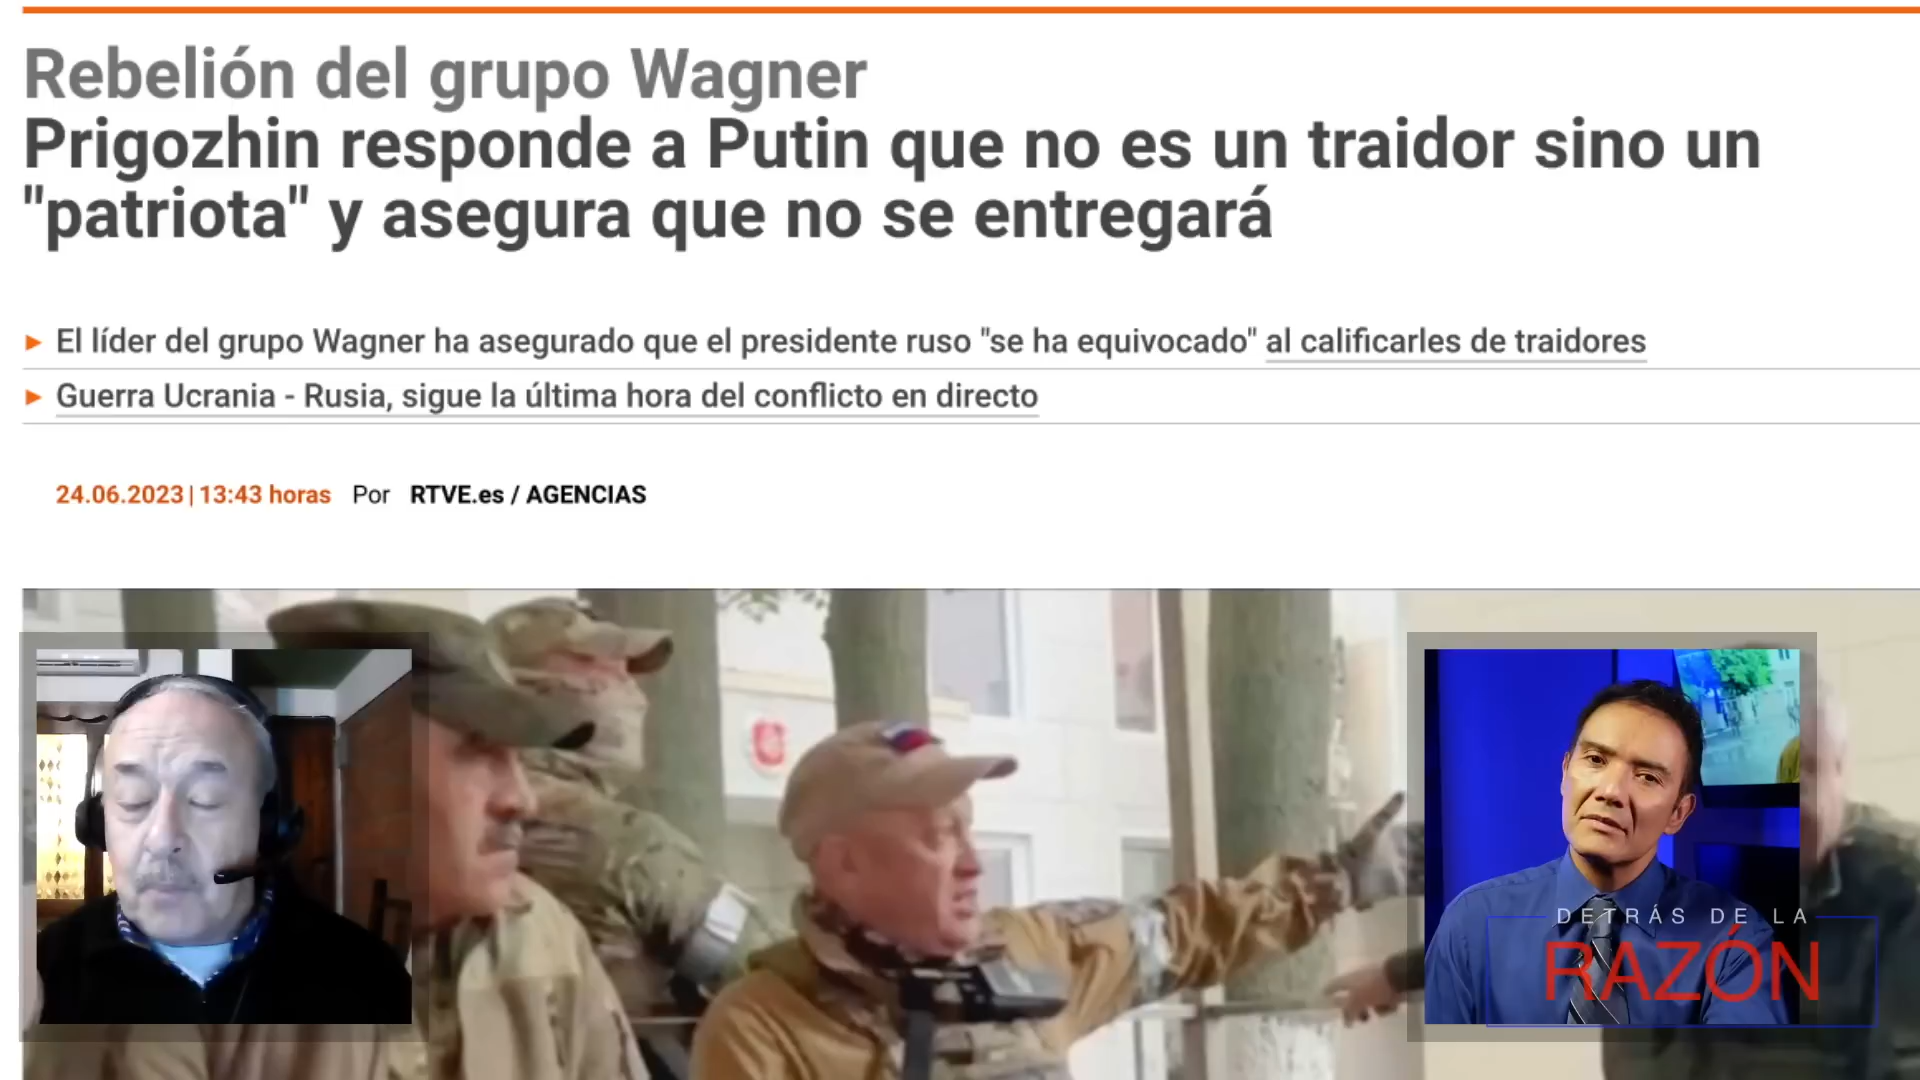 Rebelión del grupo Wagner
Prigozhin responde a Putin que no es un traidor sino un
"patriota" y asegura que no se entregará
► El líder del grupo Wagner ha asegurado que el presidente ruso "se ha equivocado" al calificarles de traidores
► Guerra Ucrania - Rusia, sigue la última hora del conflicto en directo
24.06.2023 | 13:43 horas Por RTVE.es / AGENCIAS
DETRÁS DE LA
RAZÓN